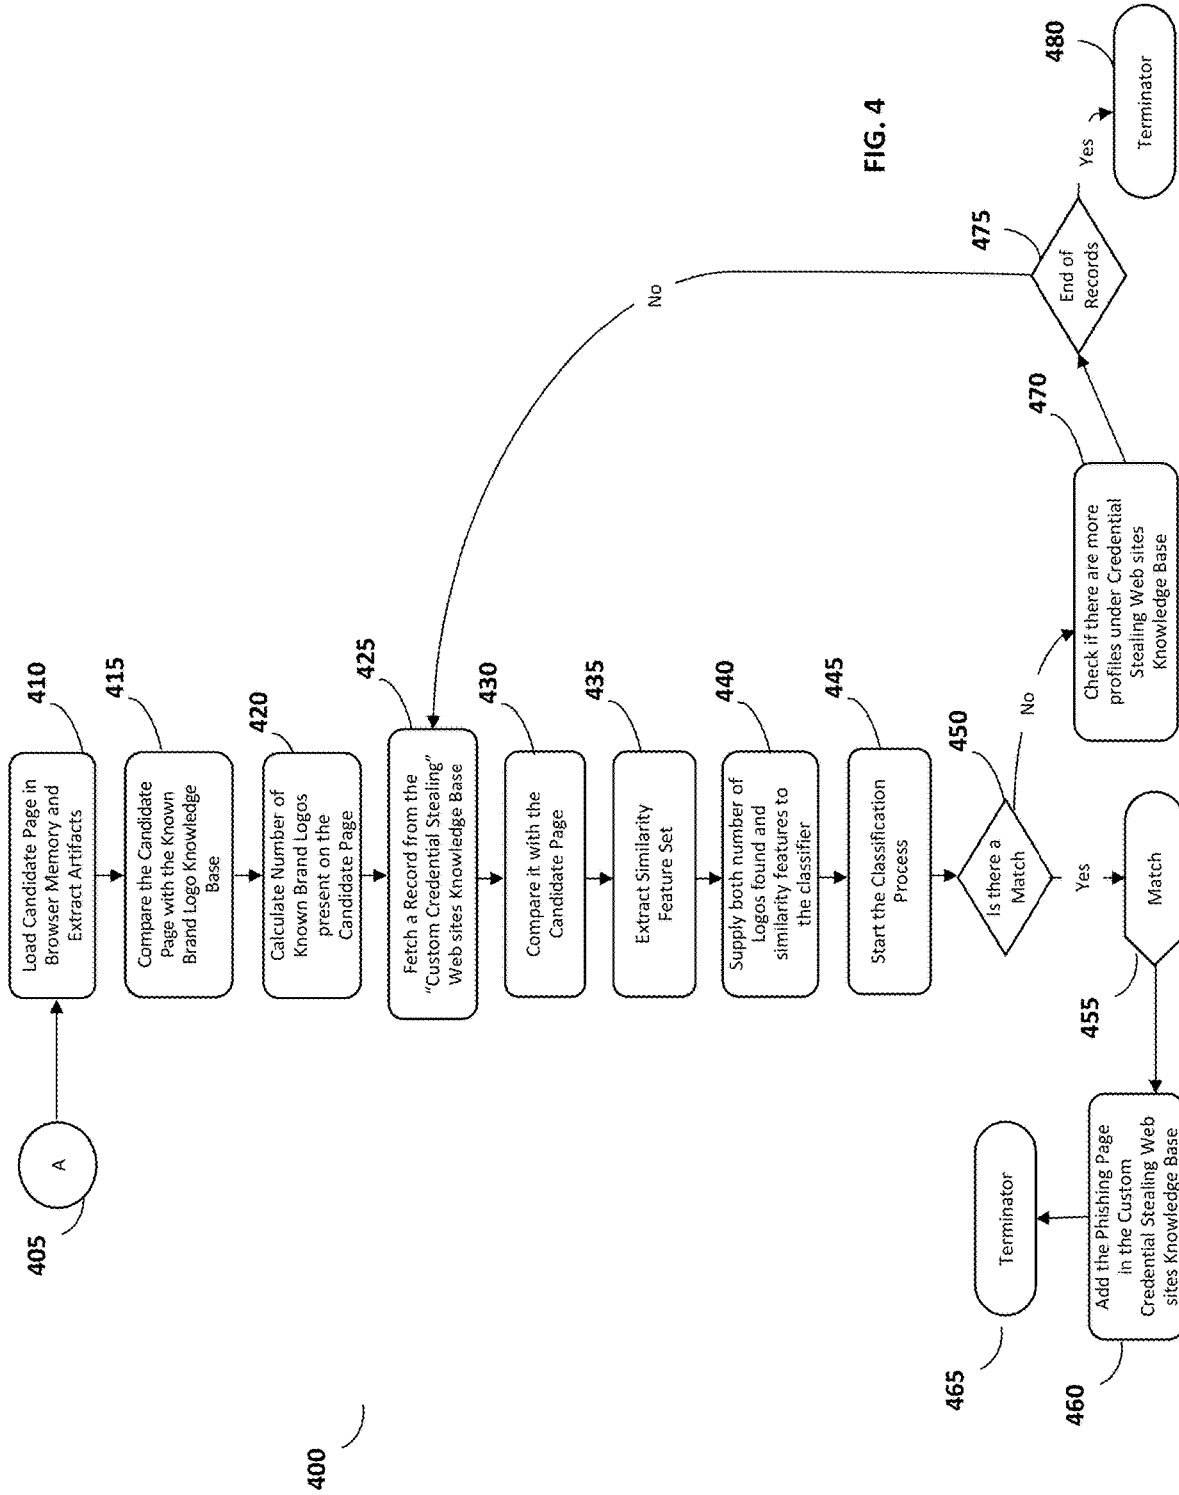 FIG. 4
400
405
A
410
Load Candidate Page in
Browser Memory and
Extract Artifacts
415
Compare the Candidate
Page with the Known
Brand Logo Knowledge
Base
420
Calculate Number of
Known Brand Logos
present on the
Candidate Page
425
Fetch a Record from the
“Custom Credential Stealing”
Web sites Knowledge Base
430
Compare it with the
Candidate Page
435
Extract Similarity
Feature Set
440
Supply both number of
Logos found and
similarity features to
the classifier
445
Start the Classification
Process
450
Is there a
Match
Yes
No
455
Match
460
Add the Phishing Page
in the Custom
Credential Stealing Web
sites Knowledge Base
465
Terminator
470
Check if there are more
profiles under Credential
Stealing Web sites
Knowledge Base
475
End of
Records
No
Yes
480
Terminator